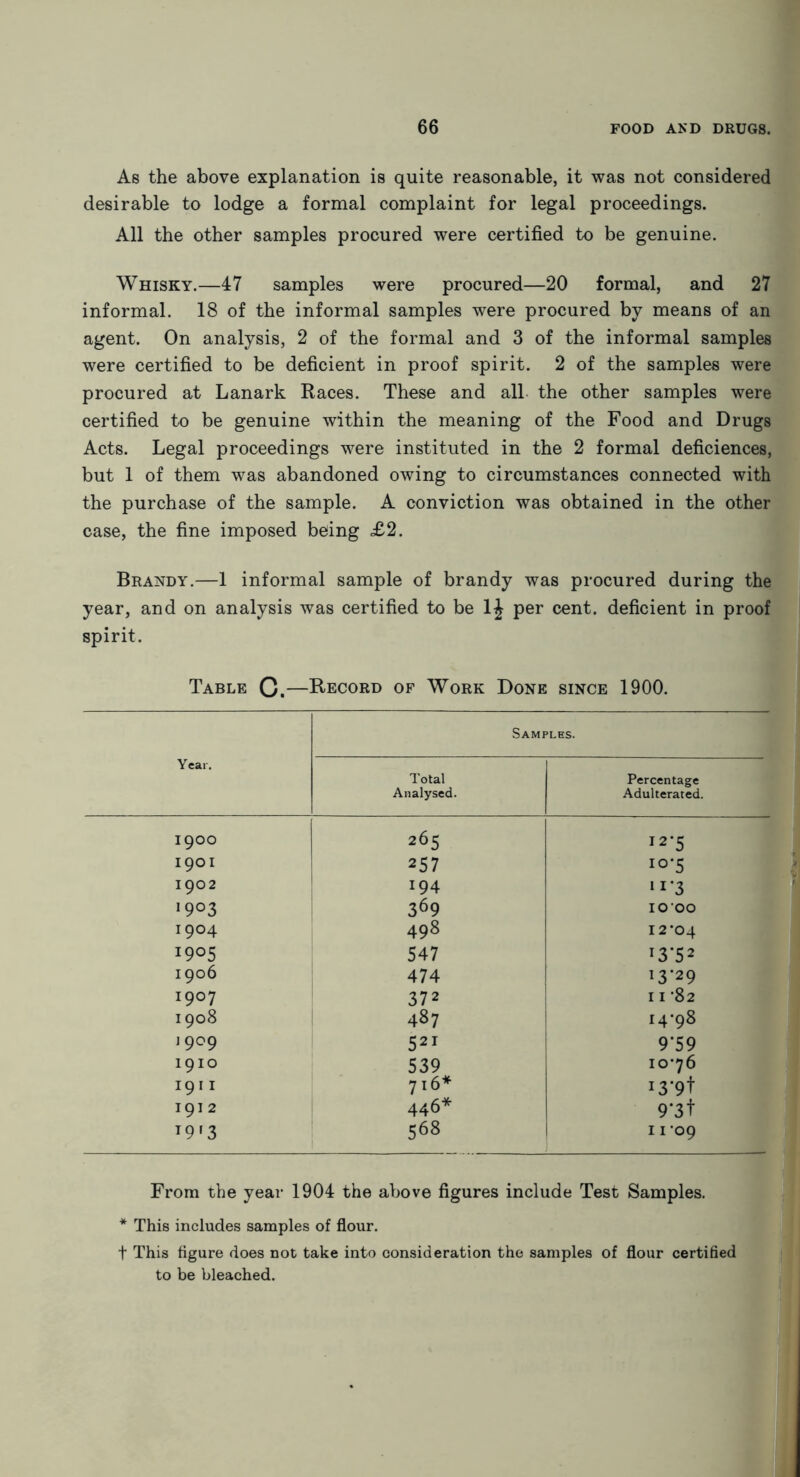 66 FOOD AND DRUGS.
As the above explanation is quite reasonable, it was not considered
desirable to lodge a formal complaint for legal proceedings.
All the other samples procured were certified to be genuine.
WHISKY.—47 samples were procured—20 formal, and 27
informal. 18 of the informal samples were procured by means of an
agent. On analysis, 2 of the formal and 3 of the informal samples
were certified to be deficient in proof spirit. 2 of the samples were
procured at Lanark Races. These and all the other samples were
certified to be genuine within the meaning of the Food and Drugs
Acts. Legal proceedings were instituted in the 2 formal deficiences,
but 1 of them was abandoned owing to circumstances connected with
the purchase of the sample. A conviction was obtained in the other
case, the fine imposed being £2.
BRANDY.—1 informal sample of brandy was procured during the
year, and on analysis was certified to be 1½ per cent. deficient in proof
spirit.
TABLE C.—RECORD OF WORK DONE SINCE 1900.
SAMPLES.
Year.
Total Percentage
Analysed. Adulterated.
1900 265 12·5
1901 257 10·5
1902 194 11·3
1903 369 10·00
1904 498 12·04
1905 547 13·52
1906 474 13·29
1907 372 11·82
1908 487 14·98
1909 521 9·59
1910 539 10·76
1911 716* 13·9†
1912 446* 9·3†
1913 568 11·09
From the year 1904 the above figures include Test Samples.
* This includes samples of flour.
† This figure does not take into consideration the samples of flour certified
to be bleached.